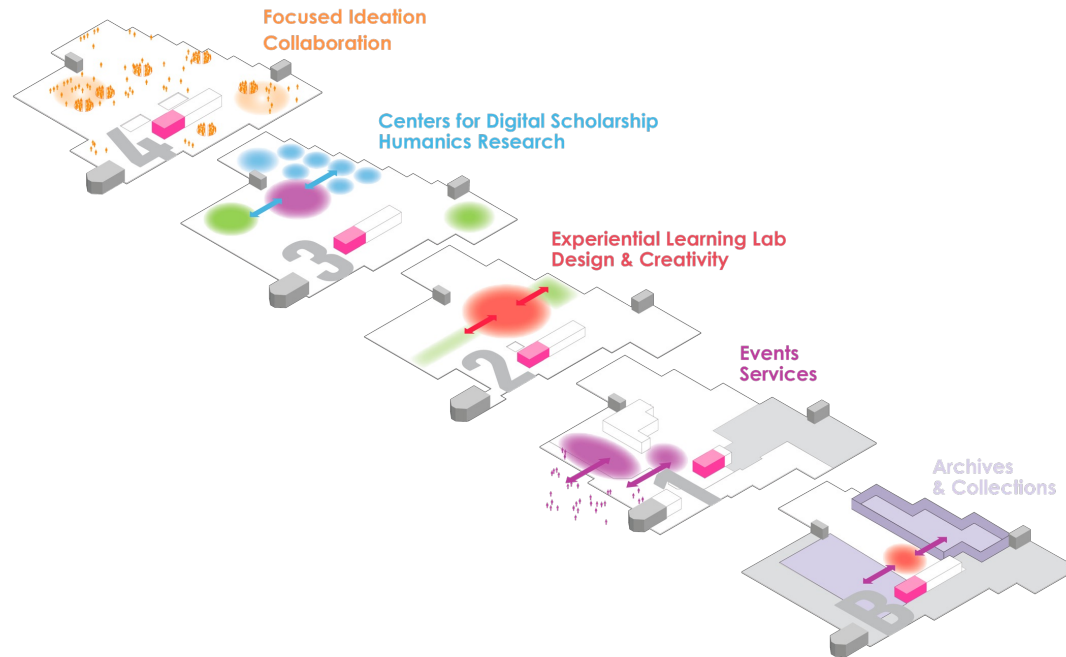 Focused Ideation
Collaboration
4
Centers for Digital Scholarship
Humanics Research
3
Experiential Learning Lab
Design & Creativity
2
Events
Services
1
Archives
& Collections
B